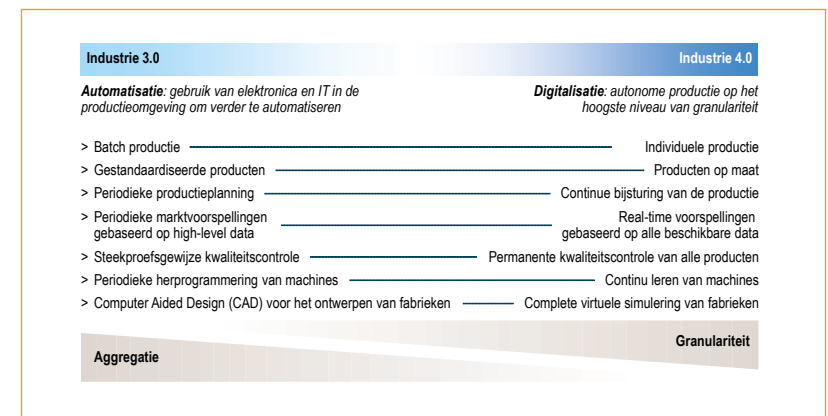 Industrie 3.0
Industrie 4.0
Automatisatie: gebruik van elektronica en IT in de
productieomgeving om verder te automatiseren
Digitalisatie: autonome productie op het
hoogste niveau van granulariteit
> Batch productie
Individuele productie
> Gestandaardiseerde producten
Producten op maat
> Periodieke productieplanning
Continue bijsturing van de productie
> Periodieke marktvoorspellingen
gebaseerd op high-level data
Real-time voorspellingen
gebaseerd op alle beschikbare data
> Steekproefsgewijze kwaliteitscontrole
Permanente kwaliteitscontrole van alle producten
> Periodieke herprogrammering van machines
Continu leren van machines
> Computer Aided Design (CAD) voor het ontwerpen van fabrieken
Complete virtuele simulering van fabrieken
Granulariteit
Aggregatie